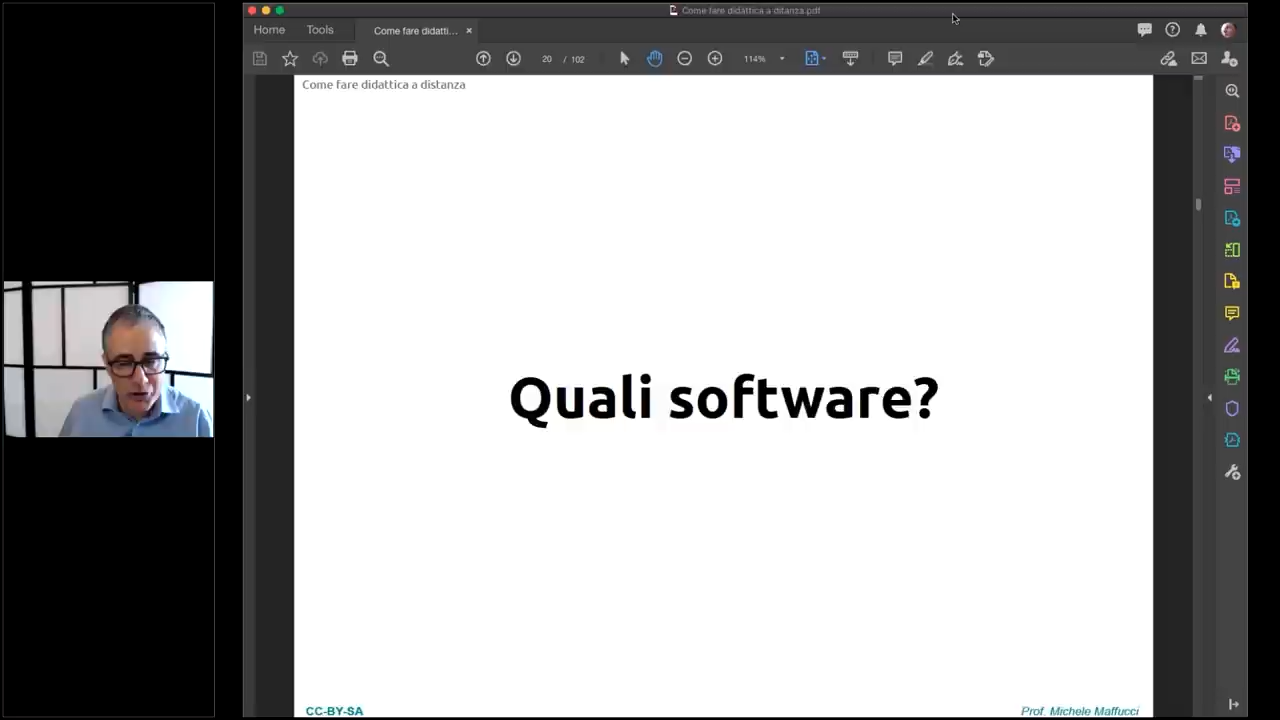 Come fare didattica a ditanza.pdf
Home Tools Come fare didatti... ×
20 / 102 114%
Come fare didattica a distanza
Quali software?
CC-BY-SA Prof. Michele Maffucci